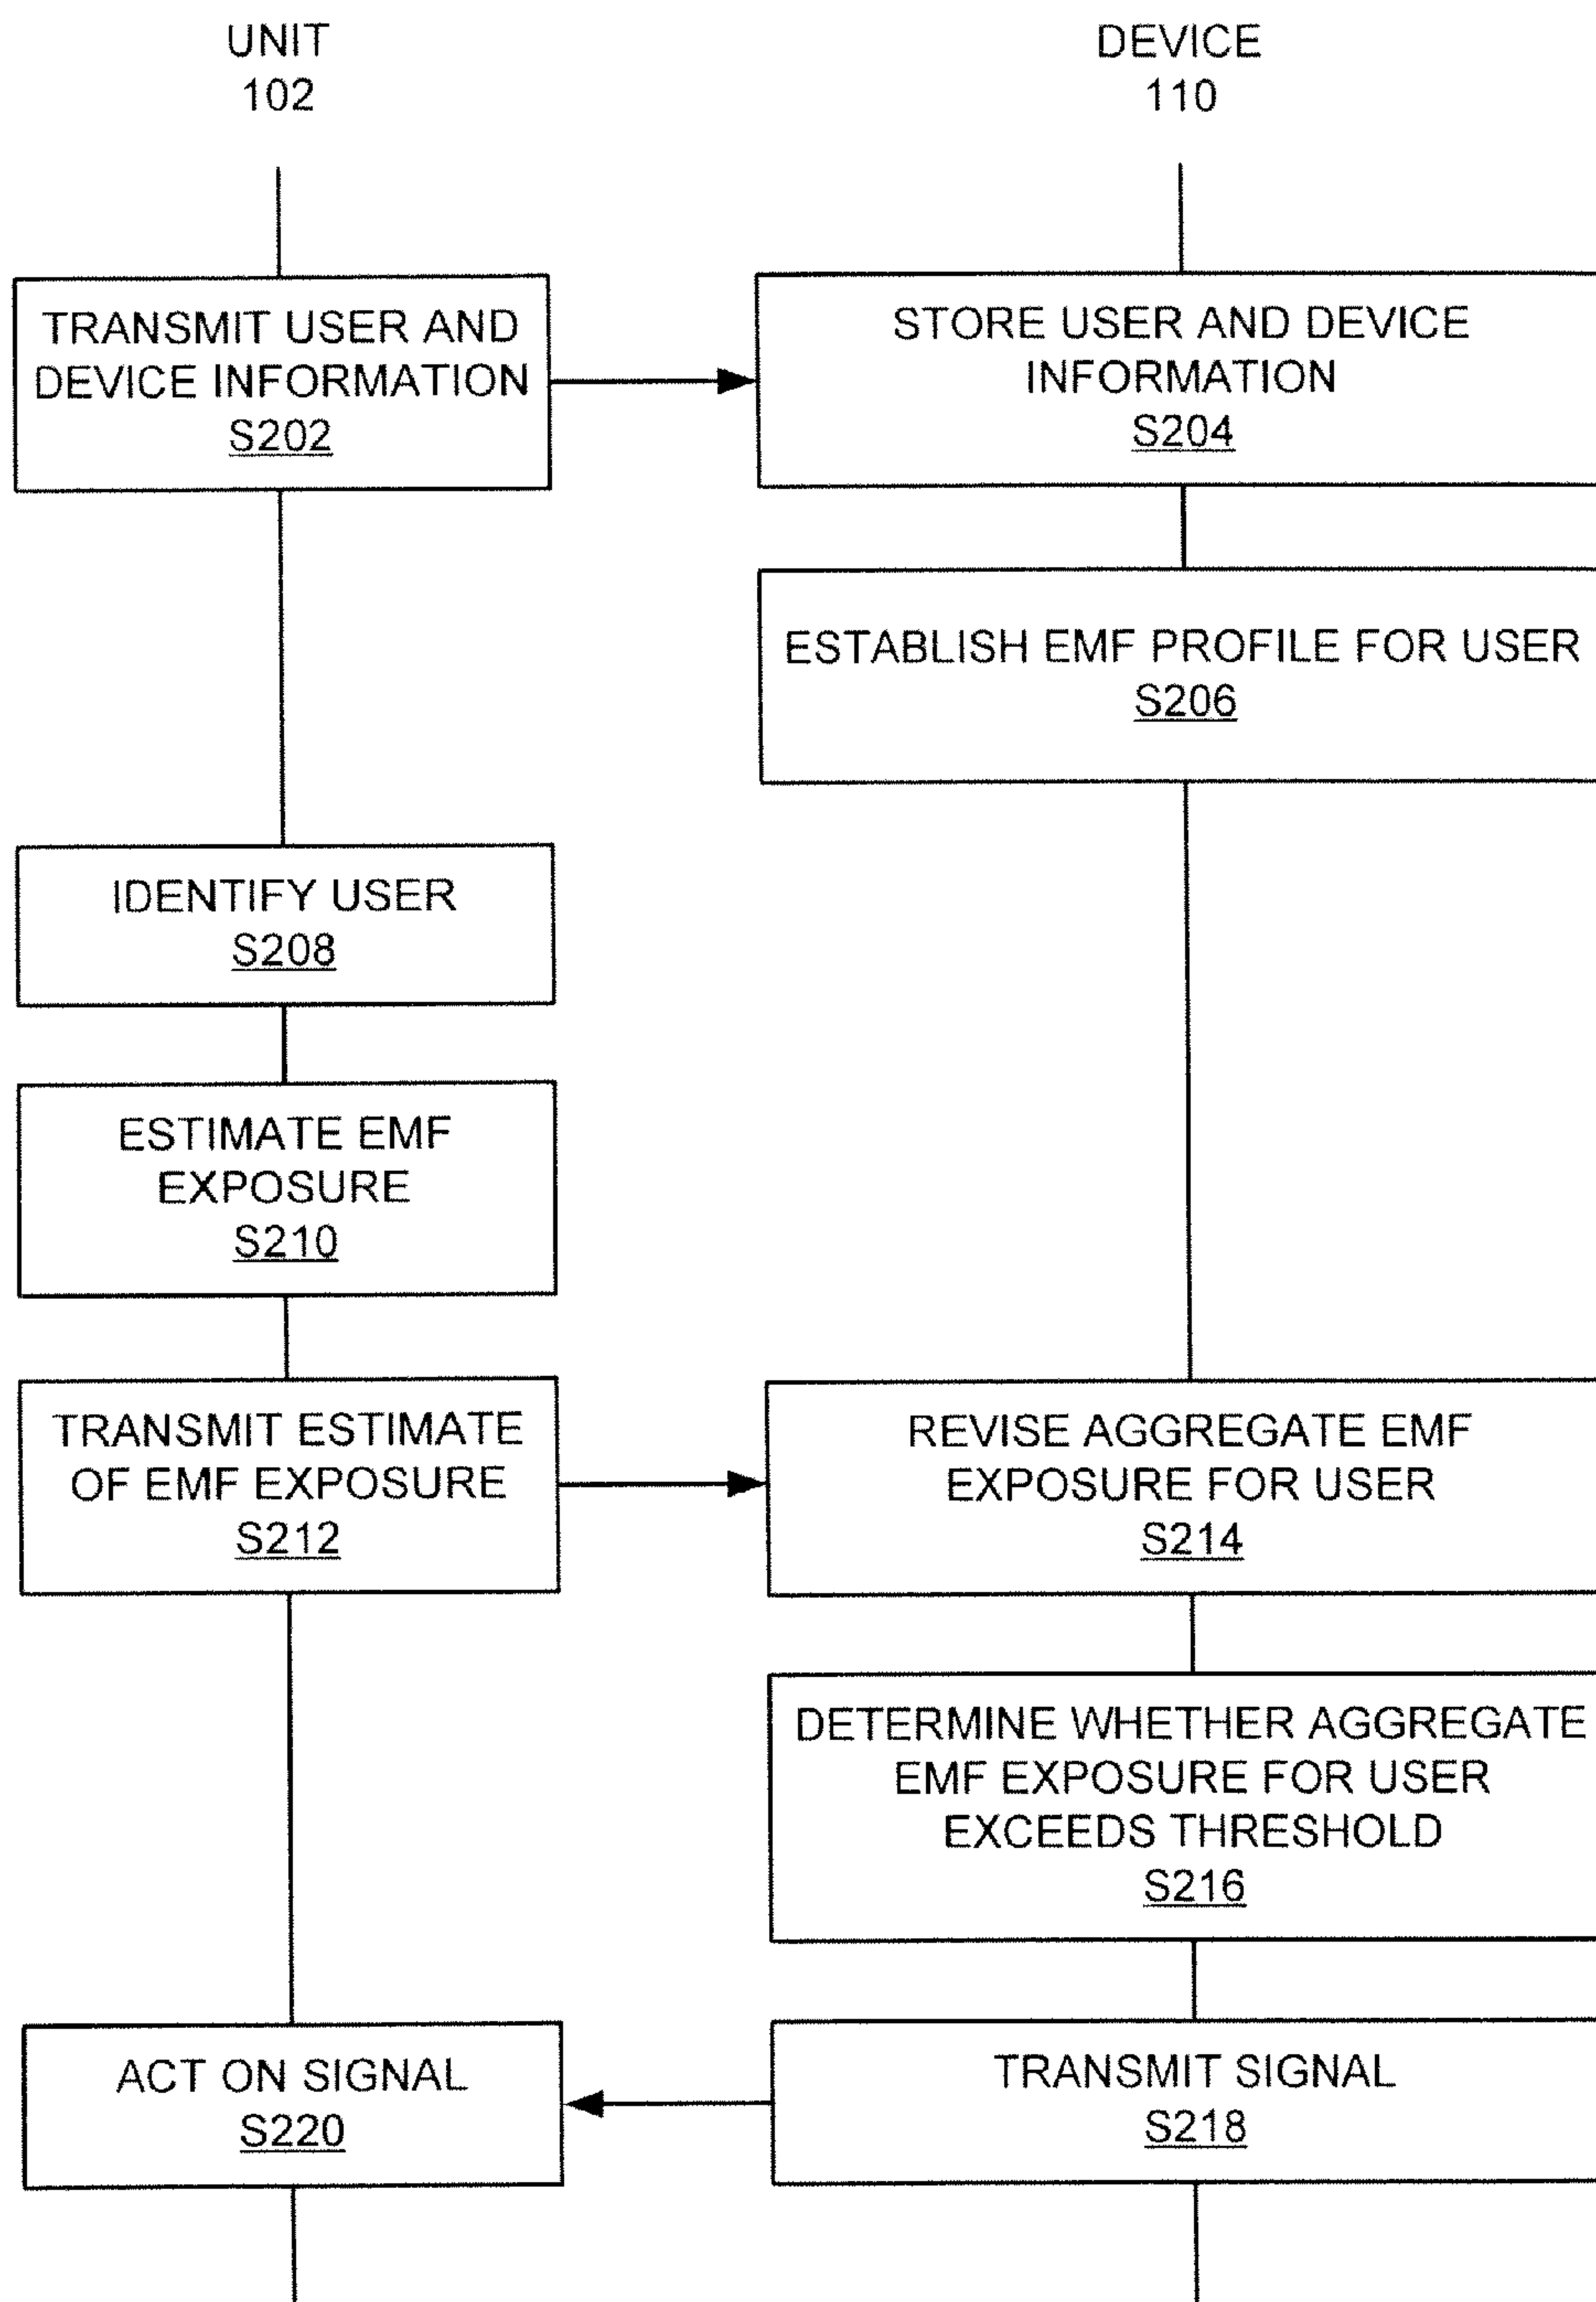 UNIT
102
DEVICE
110
TRANSMIT USER AND
DEVICE INFORMATION
S202
STORE USER AND DEVICE
INFORMATION
S204
ESTABLISH EMF PROFILE FOR USER
S206
IDENTIFY USER
S208
ESTIMATE EMF
EXPOSURE
S210
TRANSMIT ESTIMATE
OF EMF EXPOSURE
S212
REVISE AGGREGATE EMF
EXPOSURE FOR USER
S214
DETERMINE WHETHER AGGREGATE
EMF EXPOSURE FOR USER
EXCEEDS THRESHOLD
S216
ACT ON SIGNAL
S220
TRANSMIT SIGNAL
S218